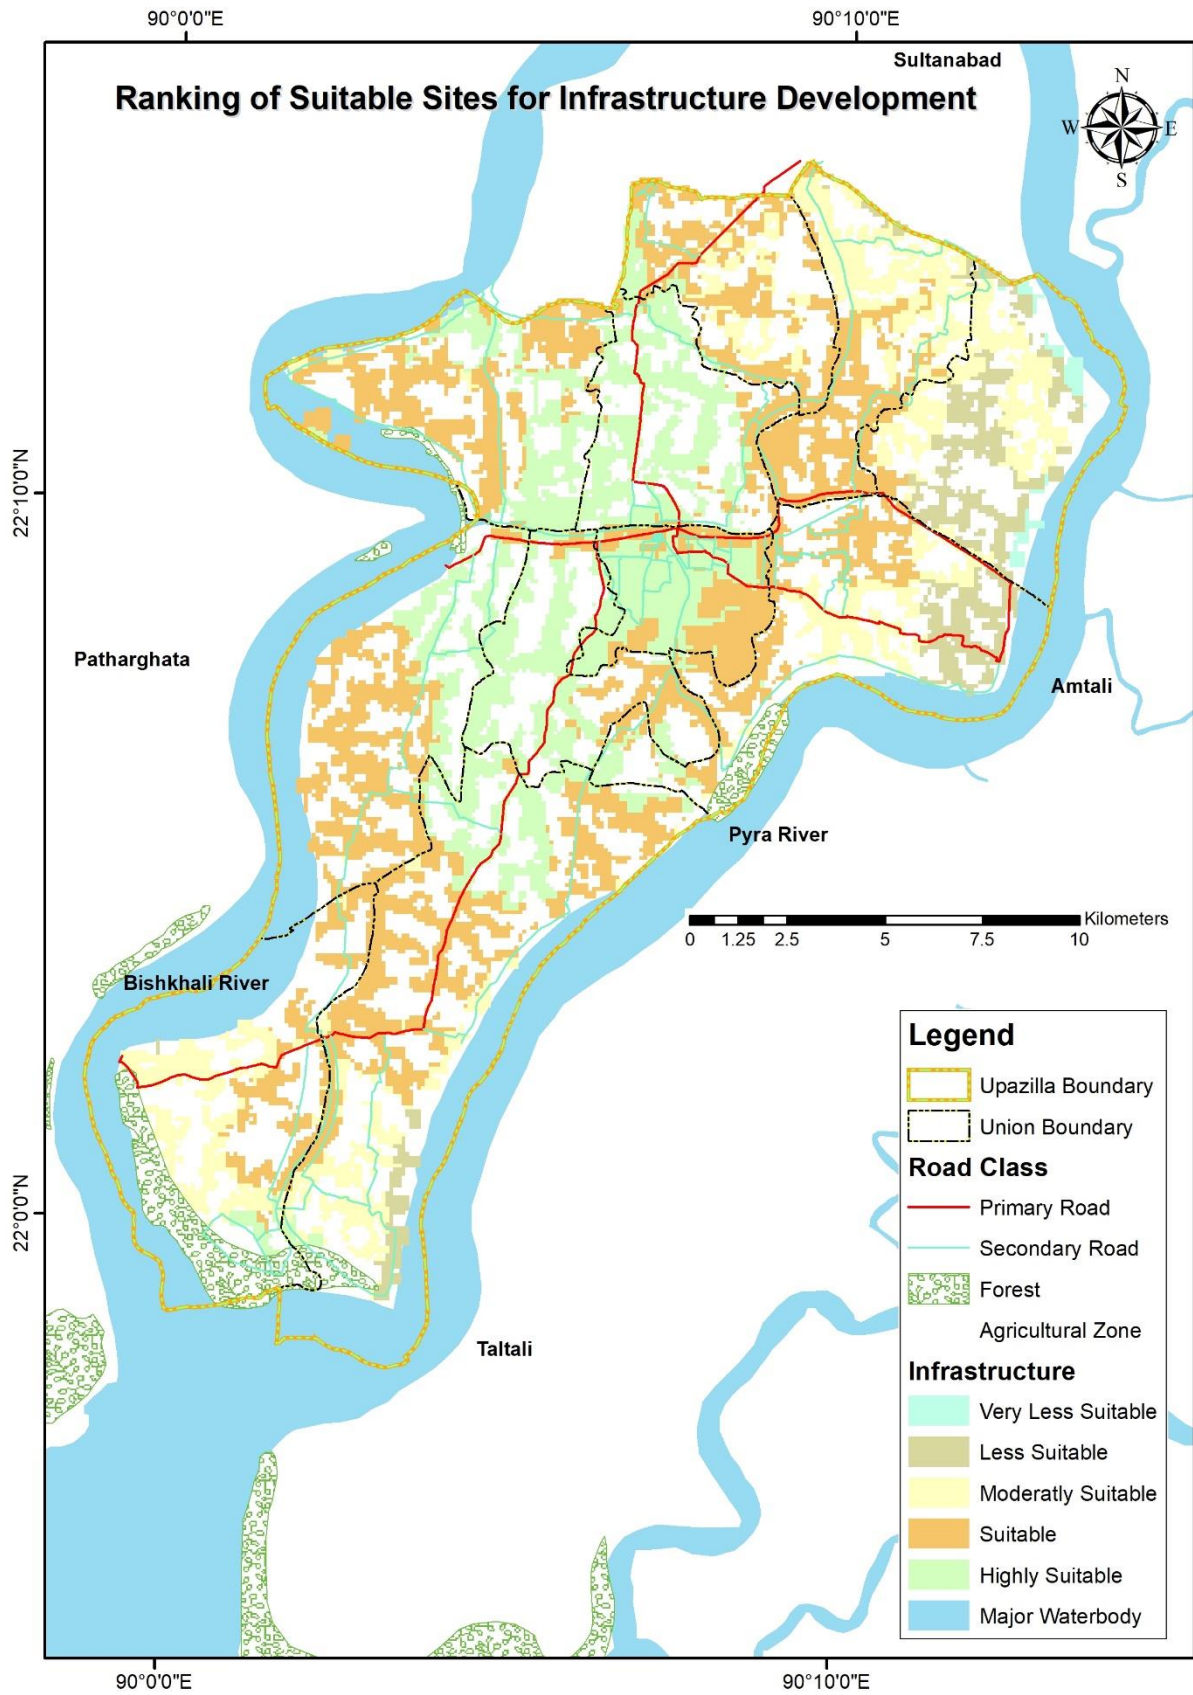 90°0'0"E
90°10'0"E
Sultanabad
Ranking of Suitable Sites for Infrastructure Development
N
W
E
S
22°10'0"N
Patharghata
Amtali
Pyra River
Kilometers
0 1.25 2.5 5 7.5 10
Bishkhali River
22°0'0"N
Taltali
Legend
Upazilla Boundary
Union Boundary
Road Class
Primary Road
Secondary Road
Forest
Agricultural Zone
Infrastructure
Very Less Suitable
Less Suitable
Moderatly Suitable
Suitable
Highly Suitable
Major Waterbody
90°0'0"E
90°10'0"E